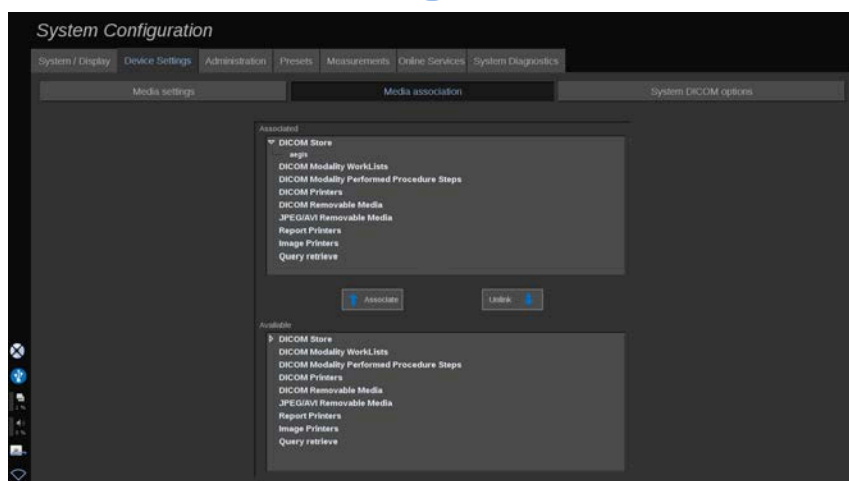 System Configuration
System / Display Device Settings Administration Presets Measurements Online Services System Diagnostics
Media settings Media association System DICOM options
Associated
DICOM Store
aegis
DICOM Modality WorkLists
DICOM Modality Performed Procedure Steps
DICOM Printers
DICOM Removable Media
JPEG/AVI Removable Media
Report Printers
Image Printers
Query retrieve
Associate Unlink
Available
DICOM Store
DICOM Modality WorkLists
DICOM Modality Performed Procedure Steps
DICOM Printers
DICOM Removable Media
JPEG/AVI Removable Media
Report Printers
Image Printers
Query retrieve